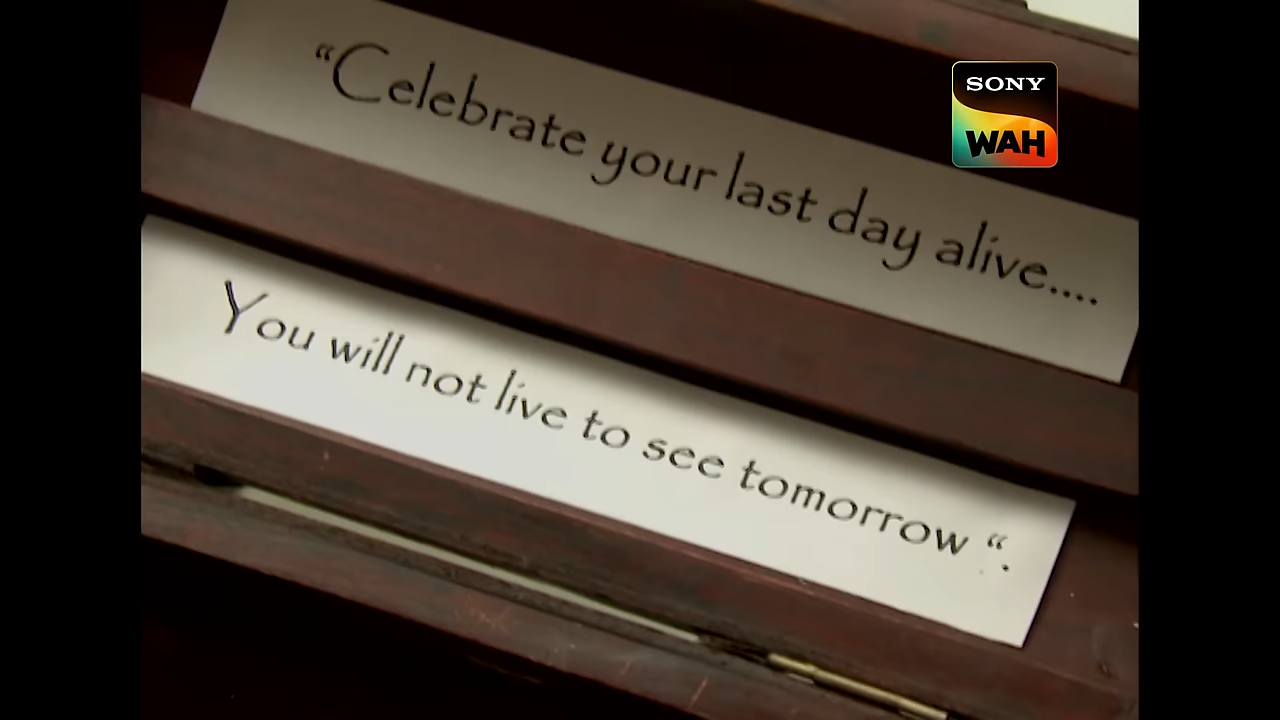 “Celebrate your last day alive....
SONY
WAH
You will not live to see tomorrow “.